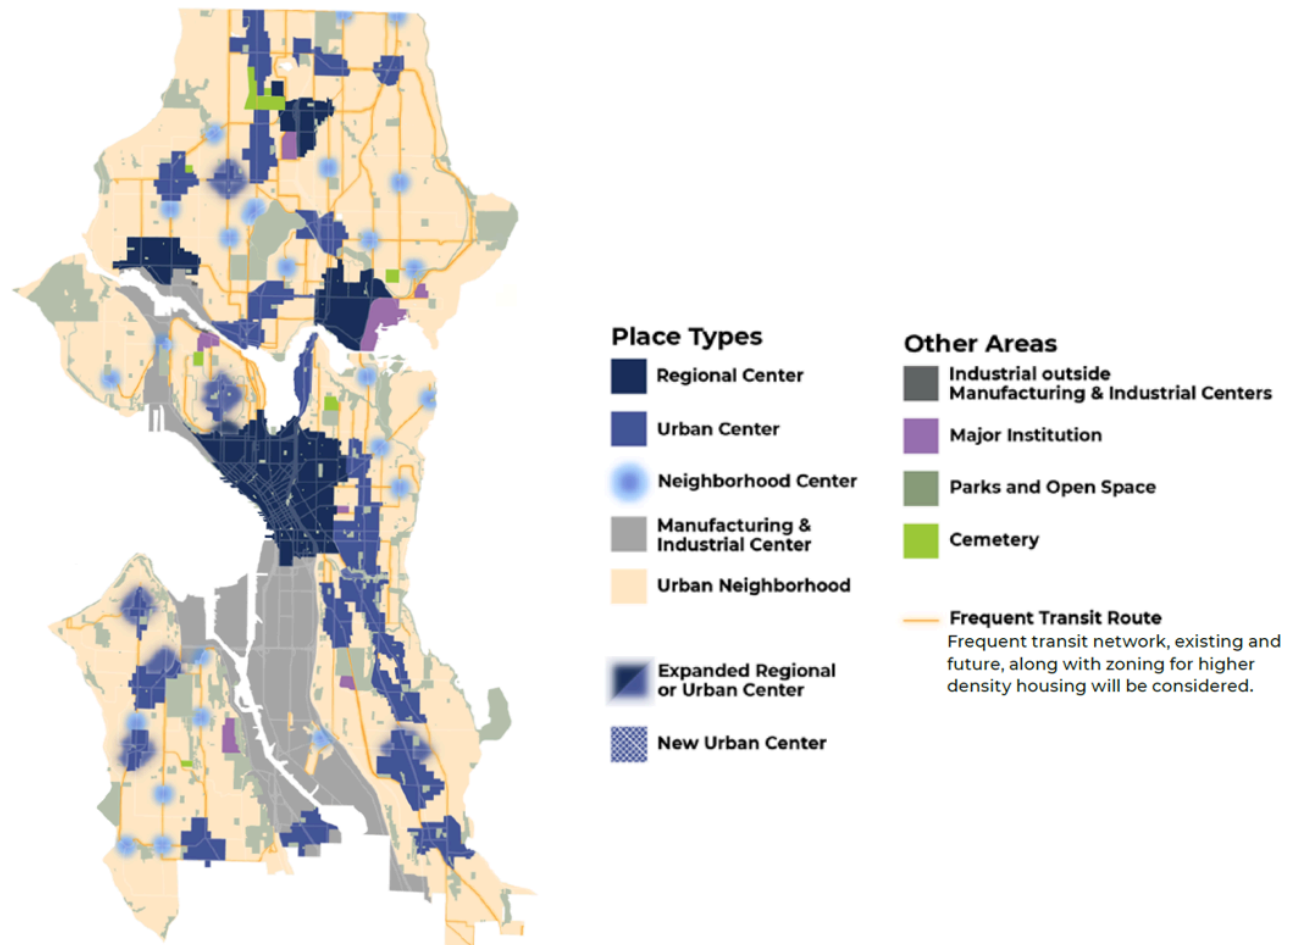 Place Types
Regional Center
Urban Center
Neighborhood Center
Manufacturing &
Industrial Center
Urban Neighborhood
Expanded Regional
or Urban Center
New Urban Center
Other Areas
Industrial outside
Manufacturing & Industrial Centers
Major Institution
Parks and Open Space
Cemetery
Frequent Transit Route
Frequent transit network, existing and
future, along with zoning for higher
density housing will be considered.